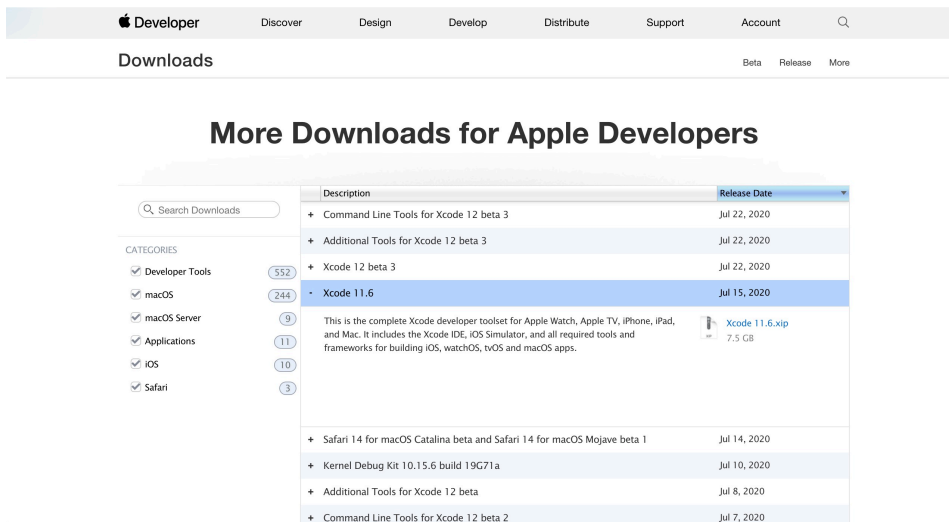 Developer Discover Design Develop Distribute Support Account
Downloads Beta Release More
More Downloads for Apple Developers
Search Downloads
CATEGORIES
Developer Tools 552
macOS 244
macOS Server 9
Applications 11
iOS 10
Safari 3
Description Release Date
+ Command Line Tools for Xcode 12 beta 3 Jul 22, 2020
+ Additional Tools for Xcode 12 beta 3 Jul 22, 2020
+ Xcode 12 beta 3 Jul 22, 2020
- Xcode 11.6 Jul 15, 2020
This is the complete Xcode developer toolset for Apple Watch, Apple TV, iPhone, iPad,
and Mac. It includes the Xcode IDE, iOS Simulator, and all required tools and
frameworks for building iOS, watchOS, tvOS and macOS apps.
Xcode 11.6.xip
7.5 GB
+ Safari 14 for macOS Catalina beta and Safari 14 for macOS Mojave beta 1 Jul 14, 2020
+ Kernel Debug Kit 10.15.6 build 19G71a Jul 10, 2020
+ Additional Tools for Xcode 12 beta Jul 8, 2020
+ Command Line Tools for Xcode 12 beta 2 Jul 7, 2020